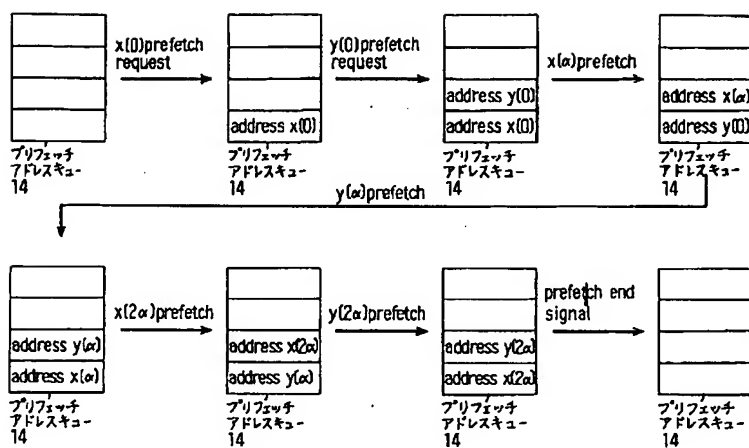 x(0)prefetch
request
y(0)prefetch
request
x(α)prefetch
address x(0)
address y(0)
address x(0)
address x(α)
address y(0)
プリフェッチ
アドレスキュー
14
プリフェッチ
アドレスキュー
14
プリフェッチ
アドレスキュー
14
プリフェッチ
アドレスキュー
14
y(α)prefetch
x(2α)prefetch
y(2α)prefetch
prefetch end
signal
address y(α)
address x(α)
address x(2α)
address y(α)
address y(2α)
address x(2α)
プリフェッチ
アドレスキュー
14
プリフェッチ
アドレスキュー
14
プリフェッチ
アドレスキュー
14
プリフェッチ
アドレスキュー
14